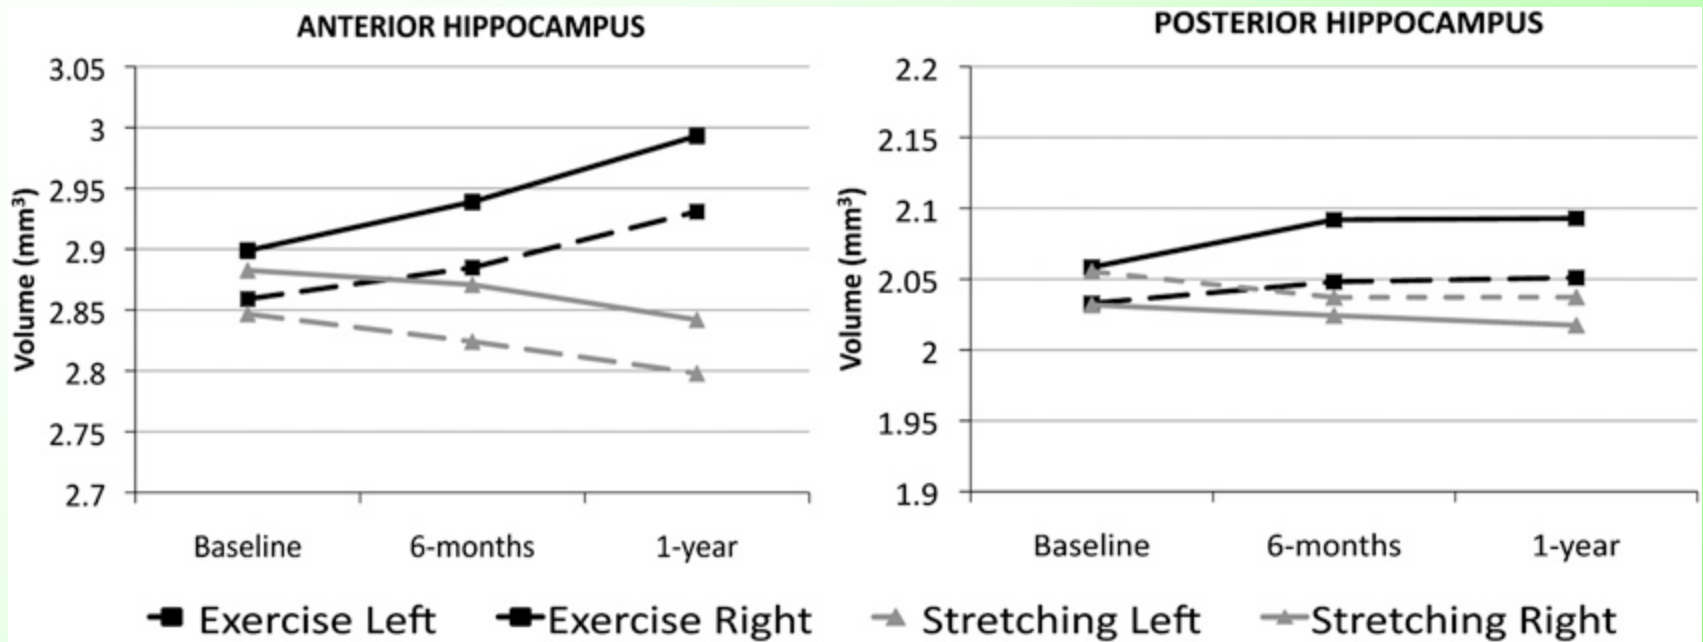 ANTERIOR HIPPOCAMPUS
Volume (mm³)
3.05
3
2.95
2.9
2.85
2.8
2.75
2.7
Baseline 6-months 1-year
POSTERIOR HIPPOCAMPUS
Volume (mm³)
2.2
2.15
2.1
2.05
2
1.95
1.9
Baseline 6-months 1-year
Exercise Left Exercise Right Stretching Left Stretching Right